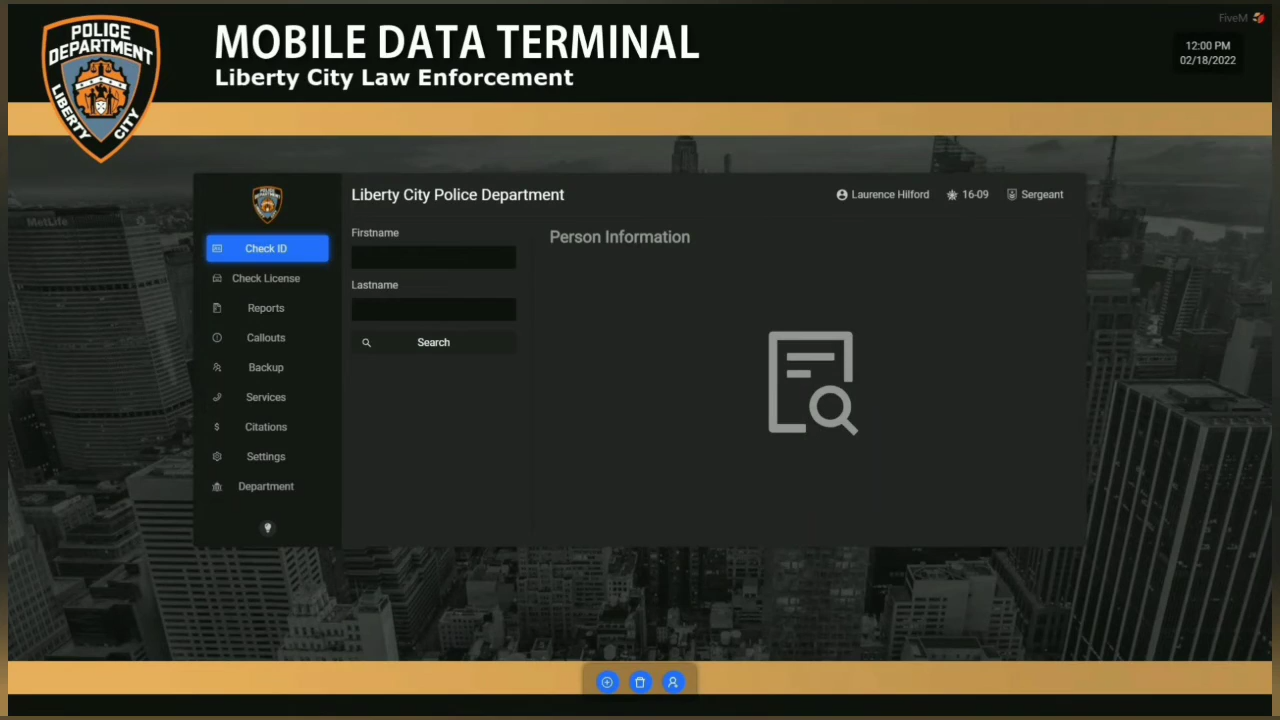 POLICE
DEPARTMENT
LIBERTY
CITY
MOBILE DATA TERMINAL
Liberty City Law Enforcement
FiveM
12:00 PM
02/18/2022
MetLife
Liberty City Police Department
Laurence Hilford
16-09
Sergeant
Check ID
Check License
Reports
Callouts
Backup
Services
Citations
Settings
Department
Firstname
Lastname
Search
Person Information